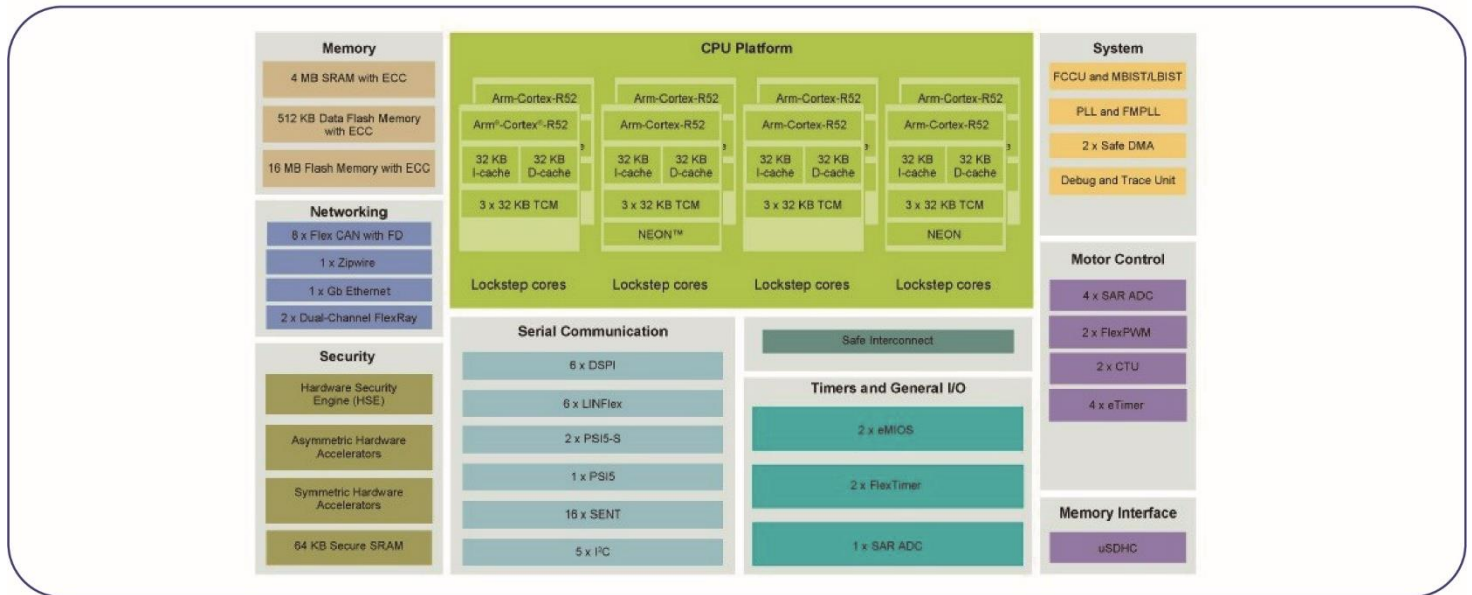 Memory
4 MB SRAM with ECC
512 KB Data Flash Memory
with ECC
16 MB Flash Memory with ECC
Networking
8 x Flex CAN with FD
1 x Zipwire
1 x Gb Ethernet
2 x Dual-Channel FlexRay
Security
Hardware Security
Engine (HSE)
Asymmetric Hardware
Accelerators
Symmetric Hardware
Accelerators
64 KB Secure SRAM
CPU Platform
Arm-Cortex-R52
Arm®-Cortex®-R52
32 KB
I-cache
32 KB
D-cache
3 x 32 KB TCM
Lockstep cores
Arm-Cortex-R52
Arm-Cortex-R52
32 KB
I-cache
32 KB
D-cache
3 x 32 KB TCM
NEON™
Lockstep cores
Arm-Cortex-R52
Arm-Cortex-R52
32 KB
I-cache
32 KB
D-cache
3 x 32 KB TCM
Lockstep cores
Arm-Cortex-R52
Arm-Cortex-R52
32 KB
I-cache
32 KB
D-cache
3 x 32 KB TCM
NEON
Lockstep cores
Serial Communication
6 x DSPI
6 x LINFlex
2 x PSI5-S
1 x PSI5
16 x SENT
5 x I²C
Safe Interconnect
Timers and General I/O
2 x eMIOS
2 x FlexTimer
1 x SAR ADC
System
FCCU and MBIST/LBIST
PLL and FMPLL
2 x Safe DMA
Debug and Trace Unit
Motor Control
4 x SAR ADC
2 x FlexPWM
2 x CTU
4 x eTimer
Memory Interface
uSDHC